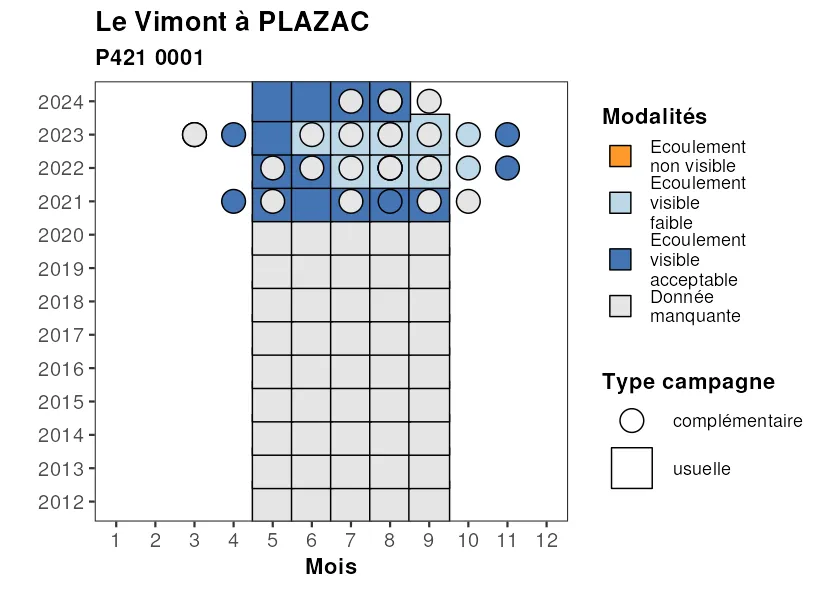 Le Vimont à PLAZAC
P421 0001
2024
2023
2022
2021
2020
2019
2018
2017
2016
2015
2014
2013
2012
1 2 3 4 5 6 7 8 9 10 11 12
Mois
Modalités
Ecoulement
non visible
Ecoulement
visible
faible
Ecoulement
visible
acceptable
Donnée
manquante
Type campagne
complémentaire
usuelle